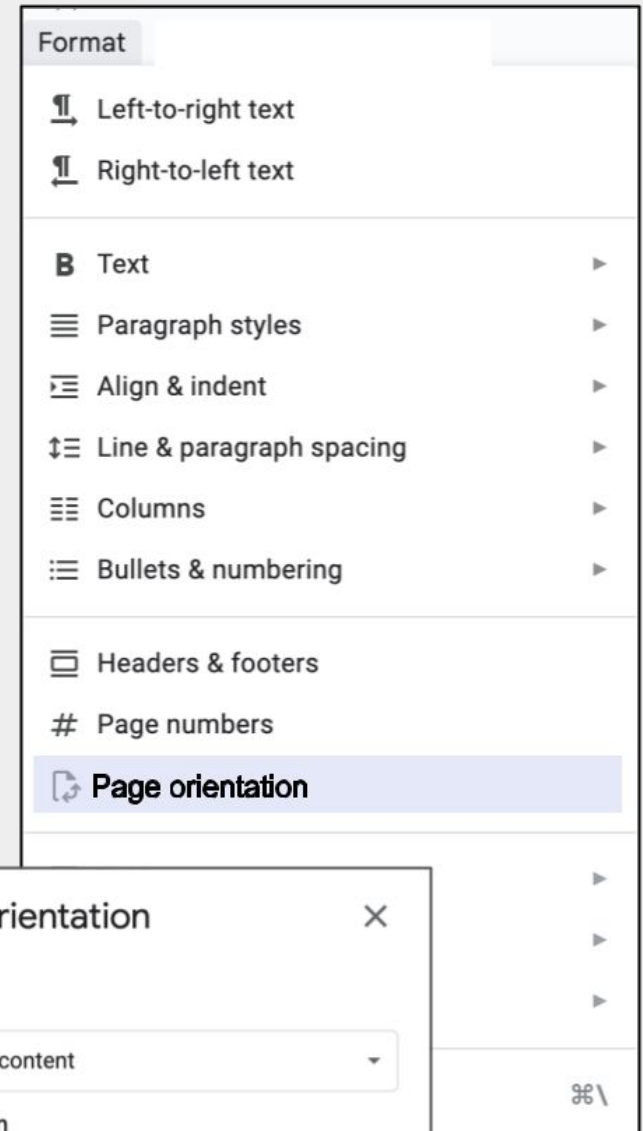 Format
Left-to-right text
Right-to-left text
B Text
Paragraph styles
Align & indent
Line & paragraph spacing
Columns
Bullets & numbering
Headers & footers
# Page numbers
Page orientation
rientation
content
⌘\